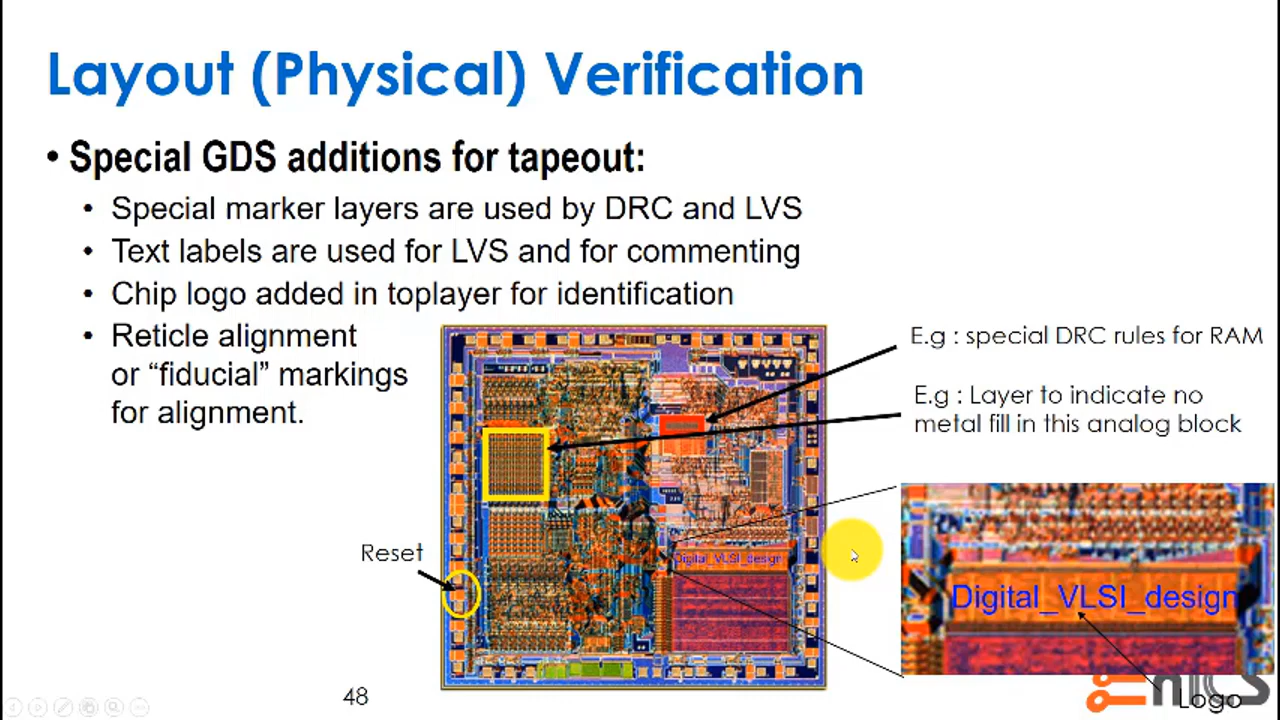 Layout (Physical) Verification
• Special GDS additions for tapeout:
• Special marker layers are used by DRC and LVS
• Text labels are used for LVS and for commenting
• Chip logo added in toplayer for identification
• Reticle alignment
or “fiducial” markings
for alignment.
E.g : special DRC rules for RAM
E.g : Layer to indicate no
metal fill in this analog block
Reset
Digital_VLSI_design
Digital_VLSI_design
Logo
48